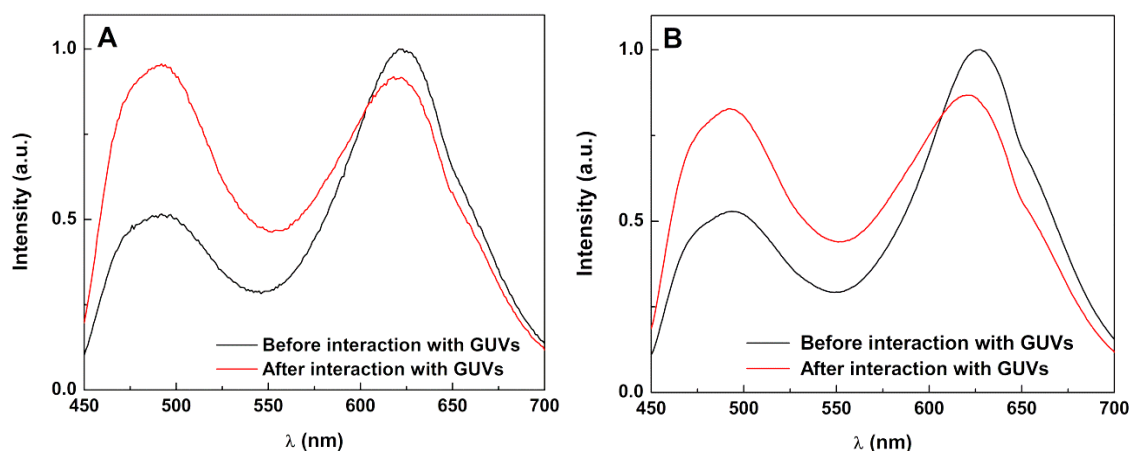 A
1.0
0.5
0.0
Intensity (a.u.)
Before interaction with GUVs
After interaction with GUVs
450 500 550 600 650 700
λ (nm)
B
1.0
0.5
0.0
Intensity (a.u.)
Before interaction with GUVs
After interaction with GUVs
450 500 550 600 650 700
λ (nm)